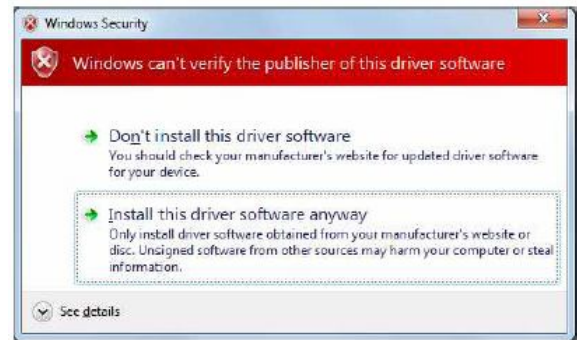 Windows Security
Windows can't verify the publisher of this driver software
Don't install this driver software
You should check your manufacturer's website for updated driver software
for your device.
Install this driver software anyway
Only install driver software obtained from your manufacturer's website or
disc. Unsigned software from other sources may harm your computer or steal
information.
See details